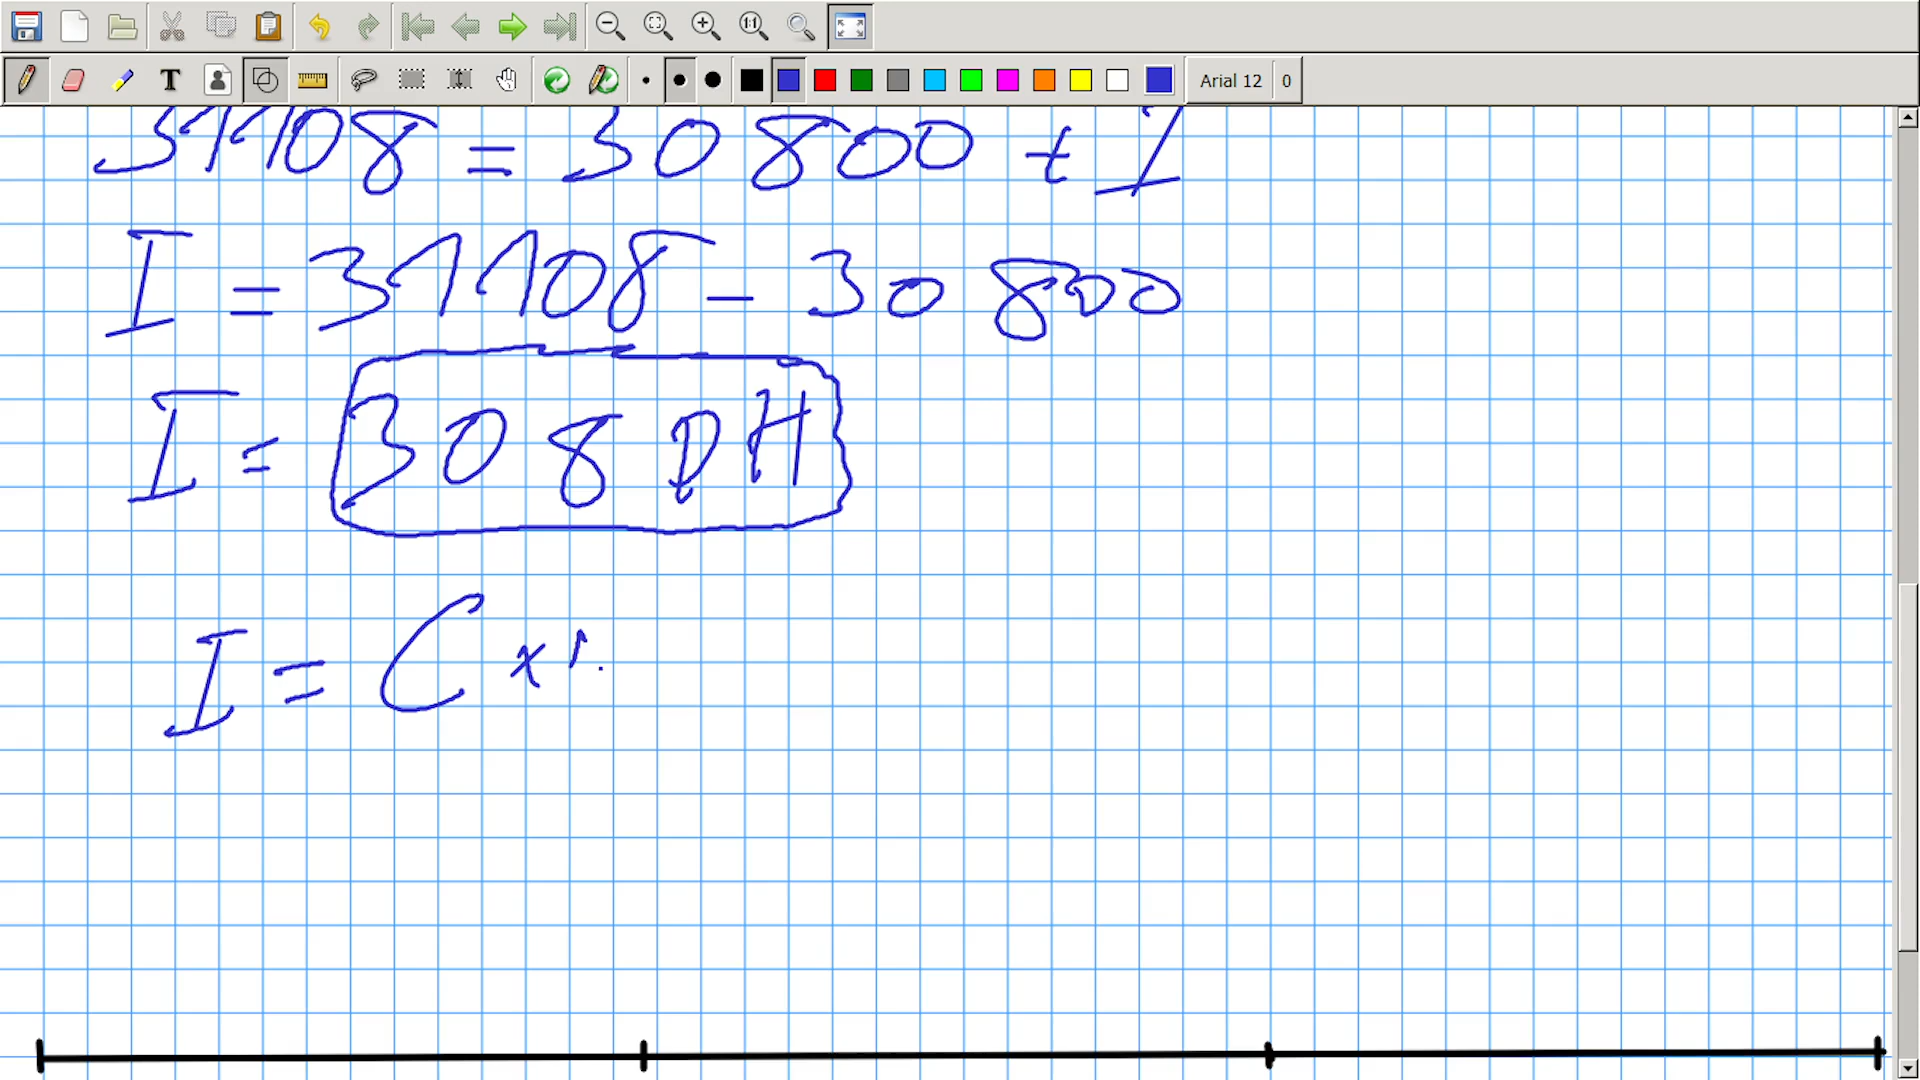 Arial 12 0
31108 = 30800 + I
I = 31108 - 30800
I = 308 DH
I = C x